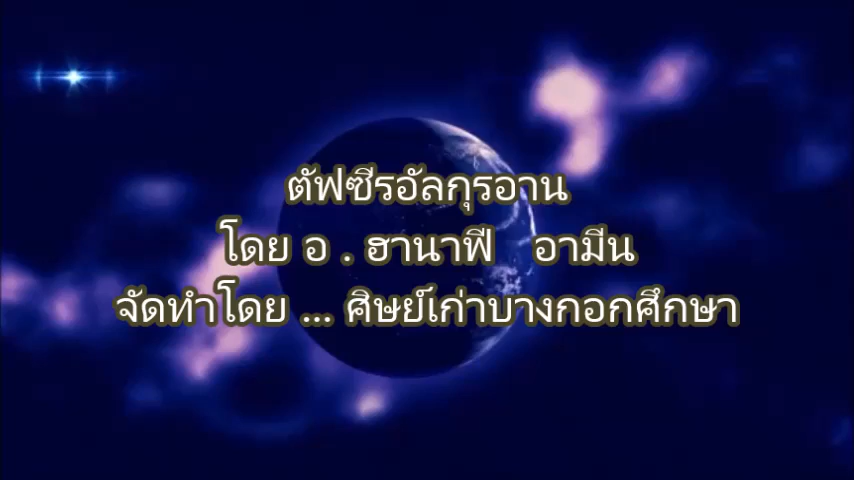 ตัฟซีรอัลกุรอาน
โดย อ . ฮานาฟี อามีน
จัดทำโดย ... ศิษย์เก่าบางกอกศึกษา